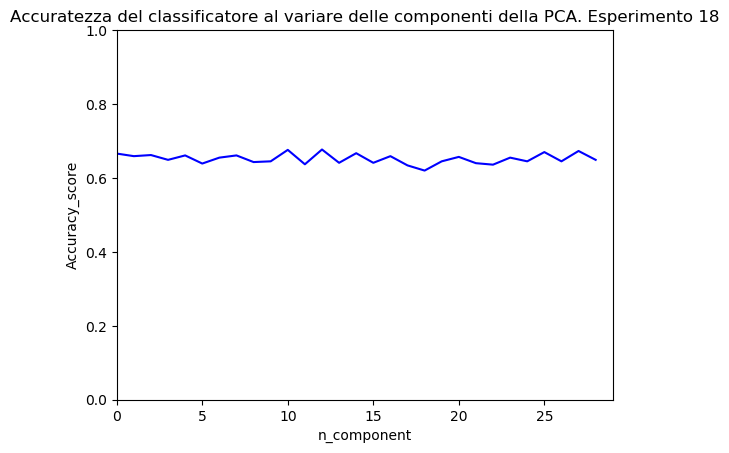 Accuratezza del classificatore al variare delle componenti della PCA. Esperimento 18
1.0
0.8
0.6
0.4
0.2
0.0
Accuracy_score
0 5 10 15 20 25
n_component